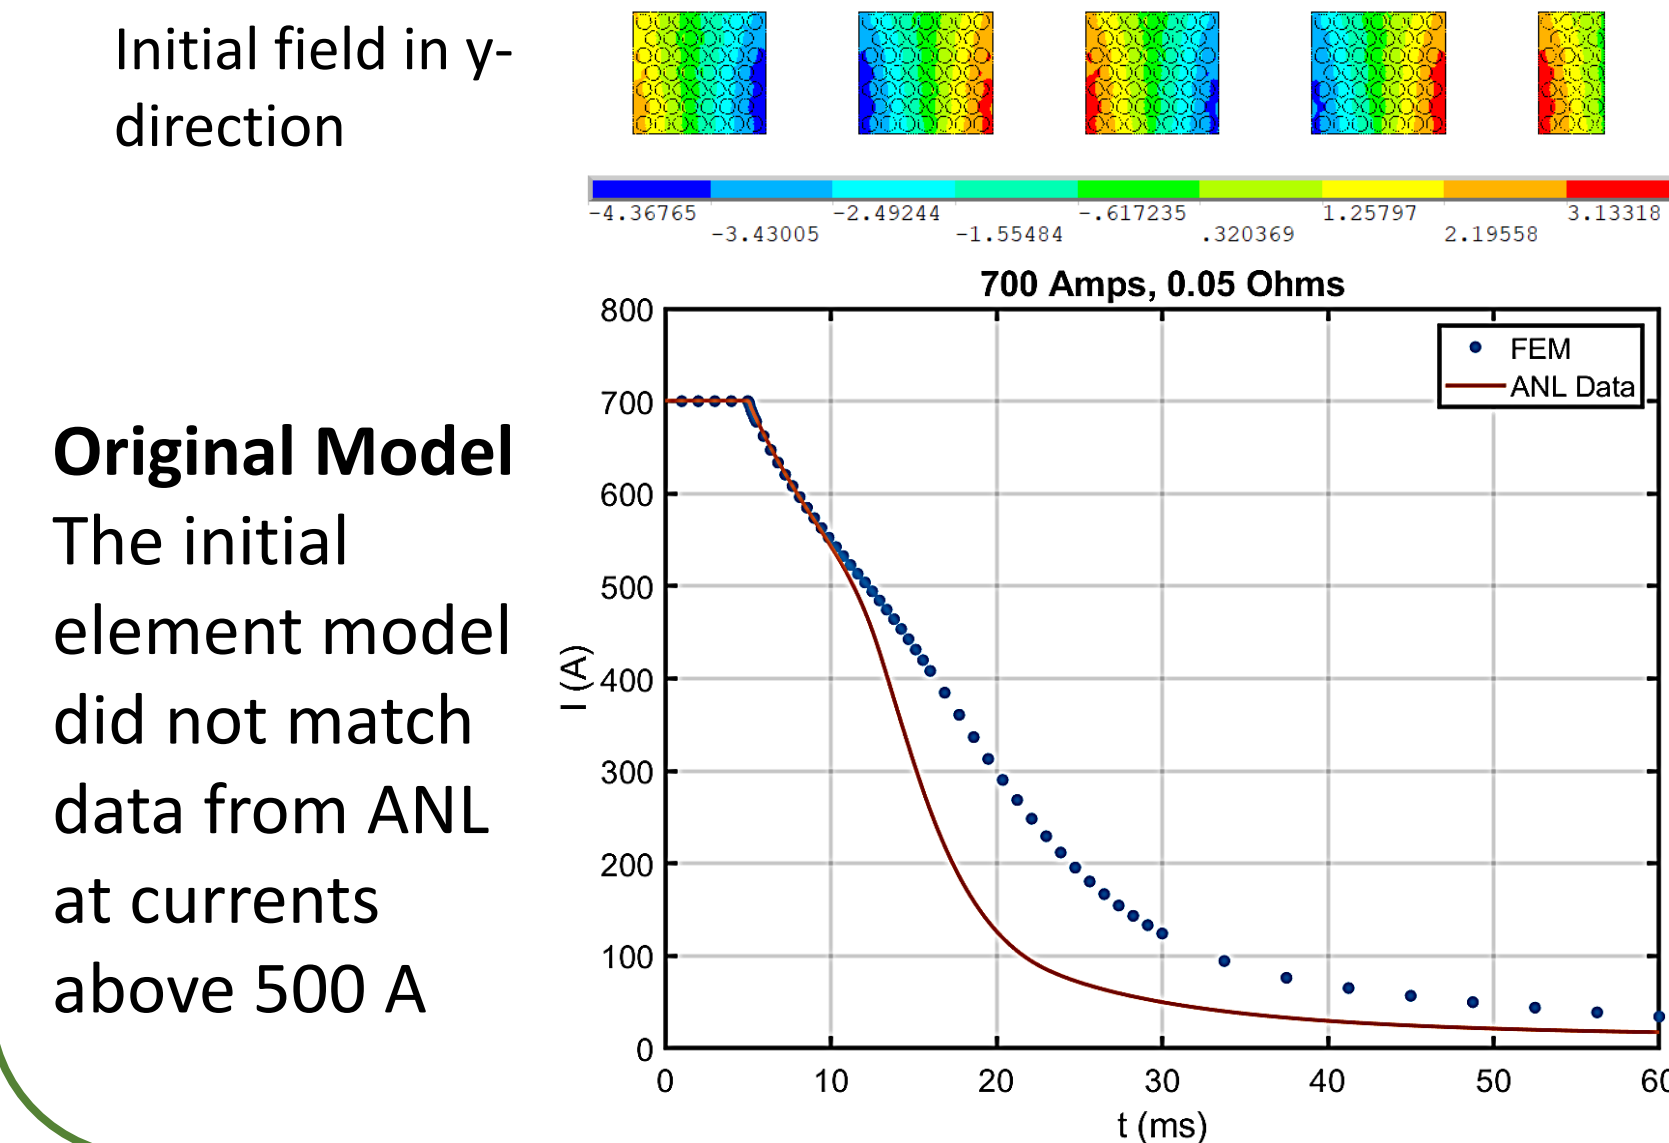 Initial field in y-
direction
-4.36765
-2.49244
-.617235
1.25797
3.13318
-3.43005
-1.55484
.320369
2.19558
Original Model
The initial
element model
did not match
data from ANL
at currents
above 500 A
700 Amps, 0.05 Ohms
800
700
600
500
400
300
200
100
0
I (A)
FEM
ANL Data
0
10
20
30
40
50
60
t (ms)